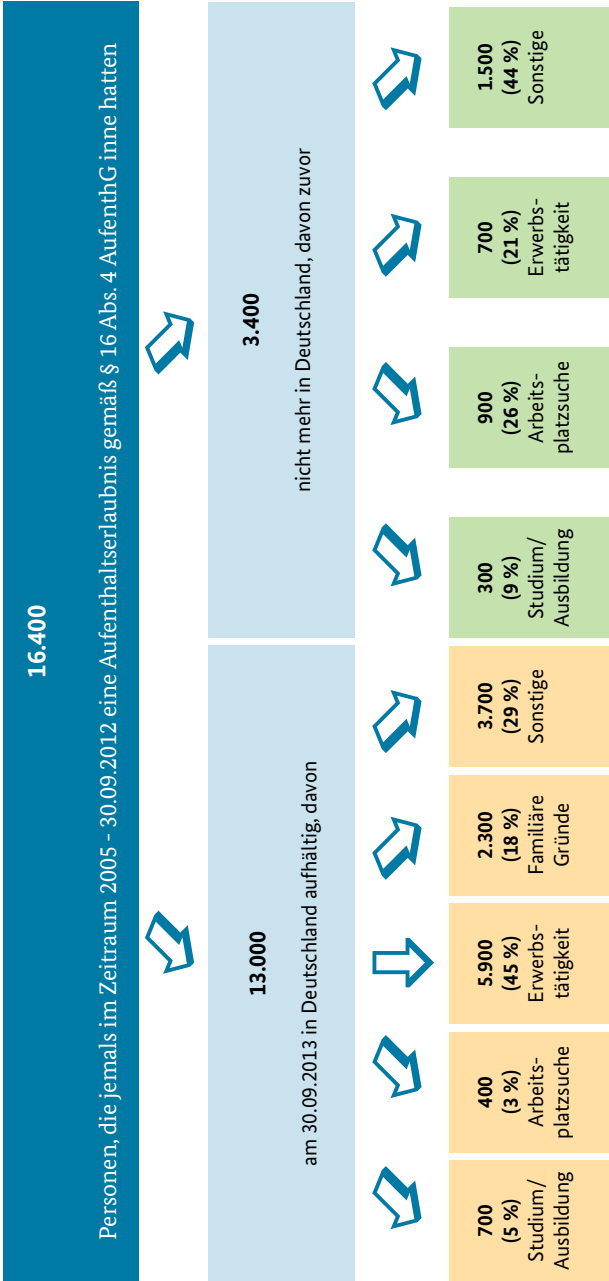 16.400
Personen, die jemals im Zeitraum 2005 - 30.09.2012 eine Aufenthaltserlaubnis gemäß § 16 Abs. 4 AufenthG inne hatten
13.000
am 30.09.2013 in Deutschland aufhältig, davon
3.400
nicht mehr in Deutschland, davon zuvor
700
(5 %)
Studium/
Ausbildung
400
(3 %)
Arbeits-
platzsuche
5.900
(45 %)
Erwerbs-
tätigkeit
2.300
(18 %)
Familiäre
Gründe
3.700
(29 %)
Sonstige
300
(9 %)
Studium/
Ausbildung
900
(26 %)
Arbeits-
platzsuche
700
(21 %)
Erwerbs-
tätigkeit
1.500
(44 %)
Sonstige